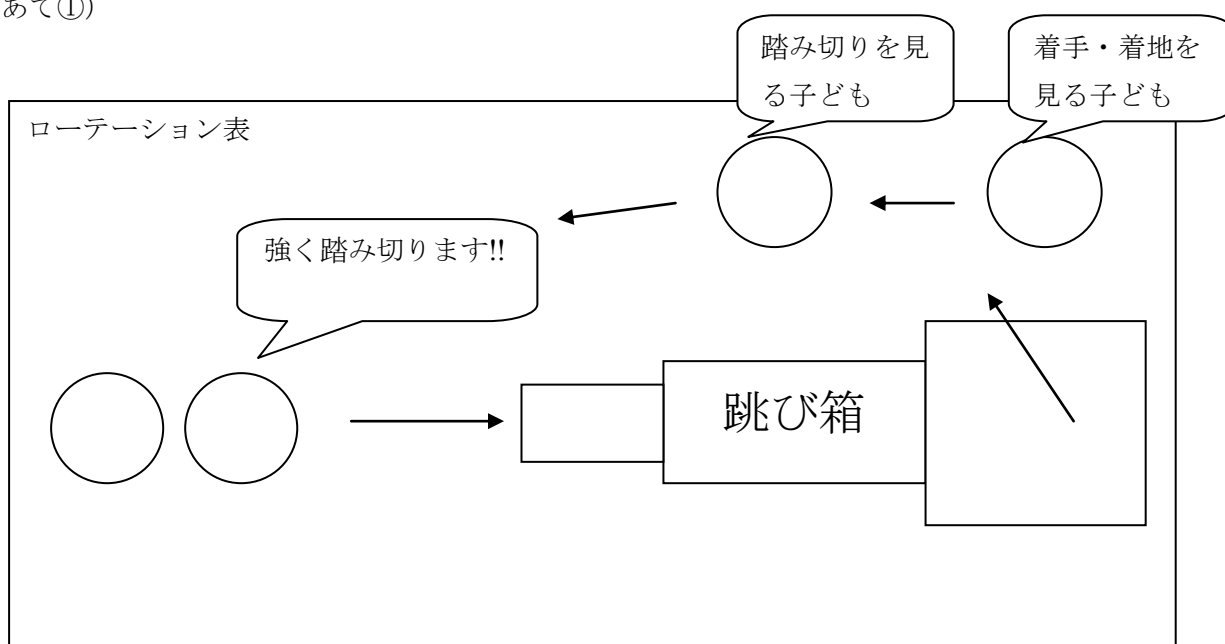 あて①)
踏み切りを見
る子ども
着手・着地を
見る子ども
ローテーション表
強く踏み切ります!!
跳び箱